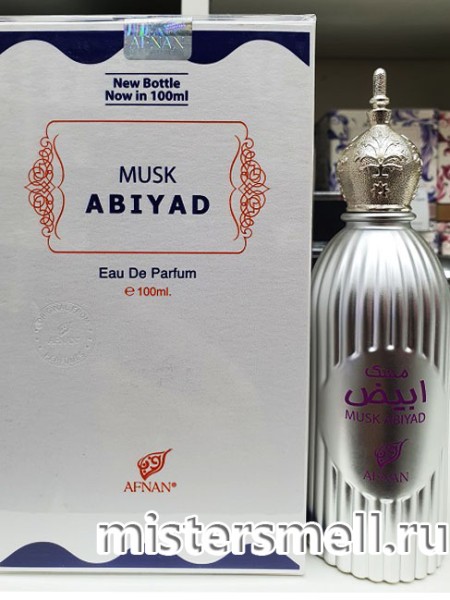 AFNAN
New Bottle
Now in 100ml
MUSK
ABIYAD
Eau De Parfum
e 100ml.
AFNAN®
مسك
ابيض
MUSK ABIYAD
AFNAN
mistersmell.ru